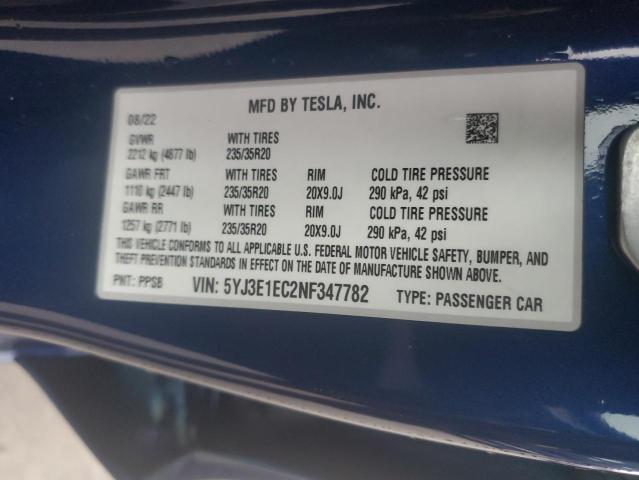 MFD BY TESLA, INC.
08/22
GVWR WITH TIRES
2212 kg (4877 lb) 235/35R20
GAWR FRT WITH TIRES RIM COLD TIRE PRESSURE
1110 kg (2447 lb) 235/35R20 20X9.0J 290 kPa, 42 psi
GAWR RR WITH TIRES RIM COLD TIRE PRESSURE
1257 kg (2771 lb) 235/35R20 20X9.0J 290 kPa, 42 psi
THIS VEHICLE CONFORMS TO ALL APPLICABLE U.S. FEDERAL MOTOR VEHICLE SAFETY, BUMPER, AND
THEFT PREVENTION STANDARDS IN EFFECT ON THE DATE OF MANUFACTURE SHOWN ABOVE.
PNT: PPSB VIN: 5YJ3E1EC2NF347782 TYPE: PASSENGER CAR